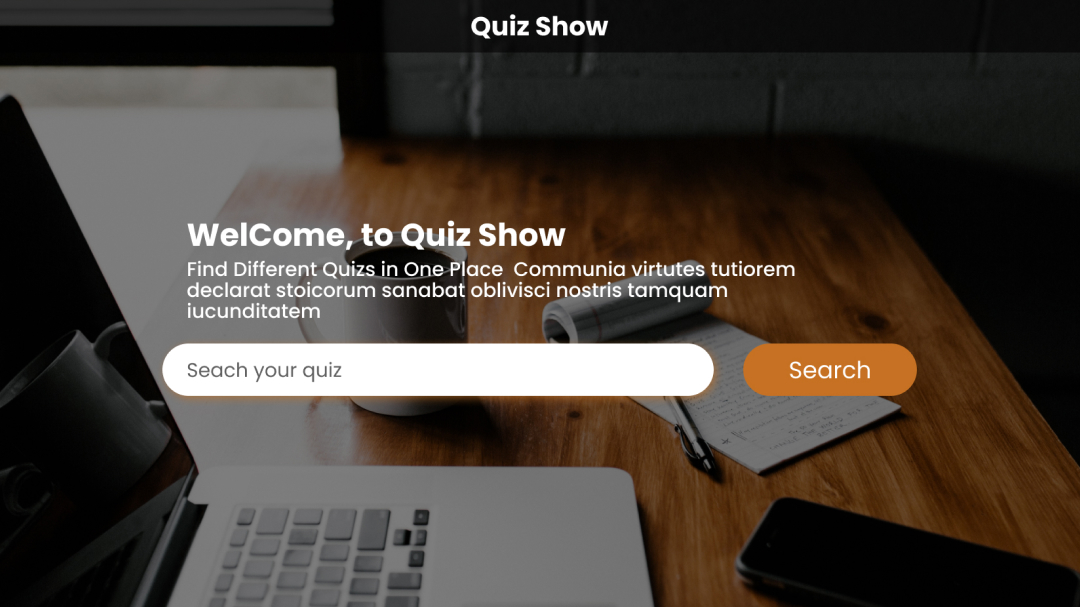 Quiz Show
WelCome, to Quiz Show
Find Different Quizs in One Place  Communia virtutes tutiorem
declarat stoicorum sanabat oblivisci nostris tamquam
iucunditatem
Seach your quiz
Search